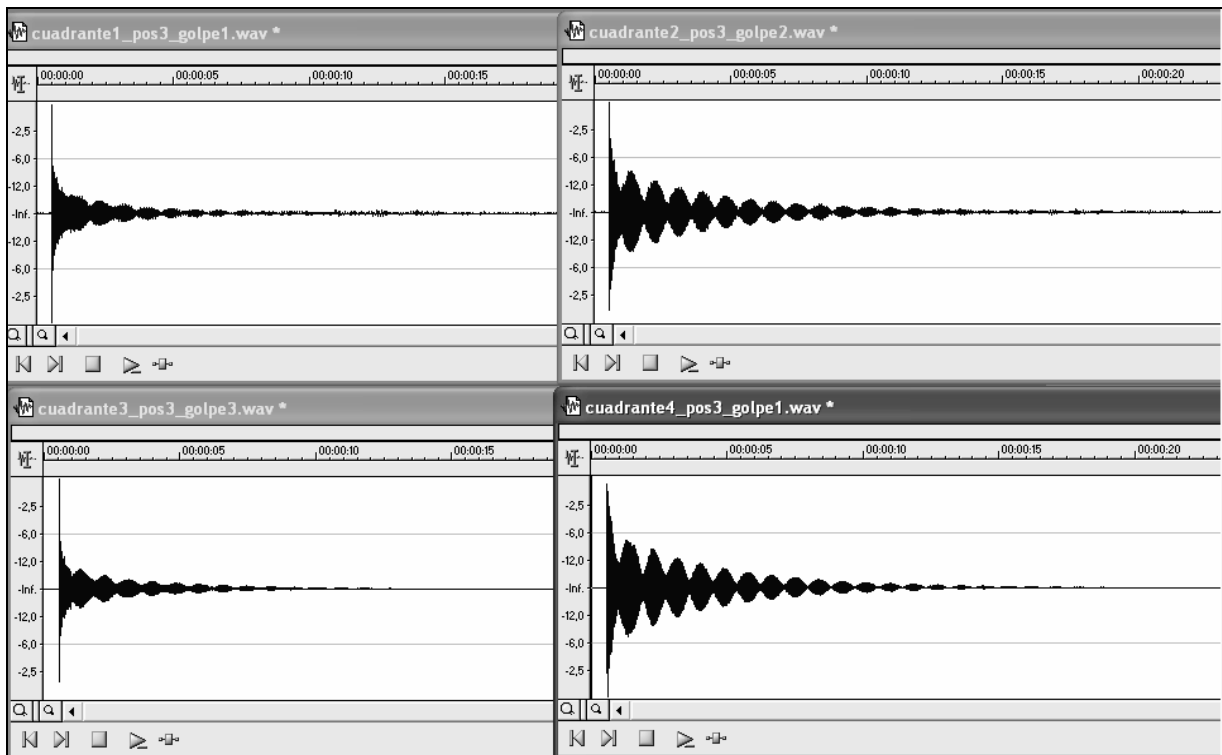 cuadrante1_pos3_golpe1.wav *
00:00:00 00:00:05 00:00:10 00:00:15
-2,5
-6,0
-12,0
-Inf.
-12,0
-6,0
-2,5
cuadrante2_pos3_golpe2.wav *
00:00:00 00:00:05 00:00:10 00:00:15 00:00:20
-2,5
-6,0
-12,0
-Inf.
-12,0
-6,0
-2,5
cuadrante3_pos3_golpe3.wav *
00:00:00 00:00:05 00:00:10 00:00:15
-2,5
-6,0
-12,0
-Inf.
-12,0
-6,0
-2,5
cuadrante4_pos3_golpe1.wav *
00:00:00 00:00:05 00:00:10 00:00:15 00:00:20
-2,5
-6,0
-12,0
-Inf.
-12,0
-6,0
-2,5